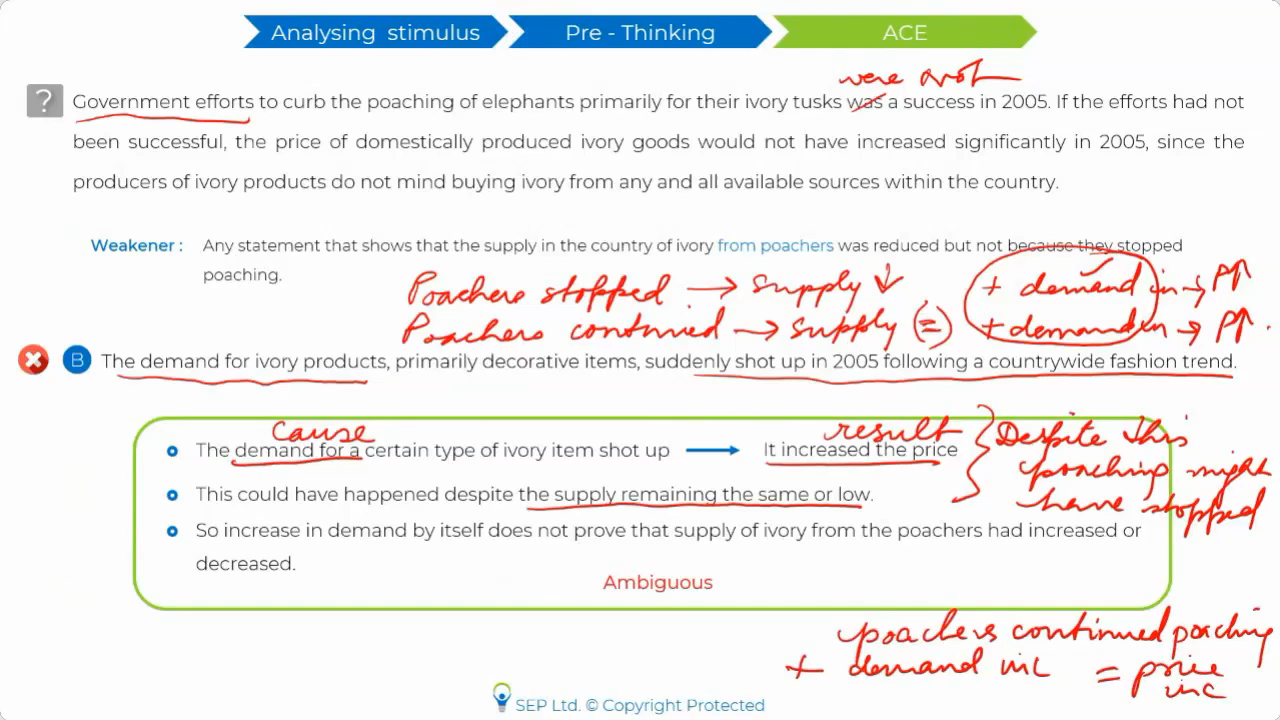 Analysing stimulus
Pre - Thinking
ACE
were not
? Government efforts to curb the poaching of elephants primarily for their ivory tusks was a success in 2005. If the efforts had not
been successful, the price of domestically produced ivory goods would not have increased significantly in 2005, since the
producers of ivory products do not mind buying ivory from any and all available sources within the country.
Weakener : Any statement that shows that the supply in the country of ivory from poachers was reduced but not because they stopped
poaching.
Poachers stopped → supply ↓ + demand in → P↑
Poachers continued → supply (=) + demand in → P↑.
B The demand for ivory products, primarily decorative items, suddenly shot up in 2005 following a countrywide fashion trend.
cause
result
The demand for a certain type of ivory item shot up → It increased the price
Despite this
poaching might
have stopped
This could have happened despite the supply remaining the same or low.
So increase in demand by itself does not prove that supply of ivory from the poachers had increased or
decreased.
Ambiguous
poachers continued poaching
+ demand inc = price
inc
SEP Ltd. © Copyright Protected